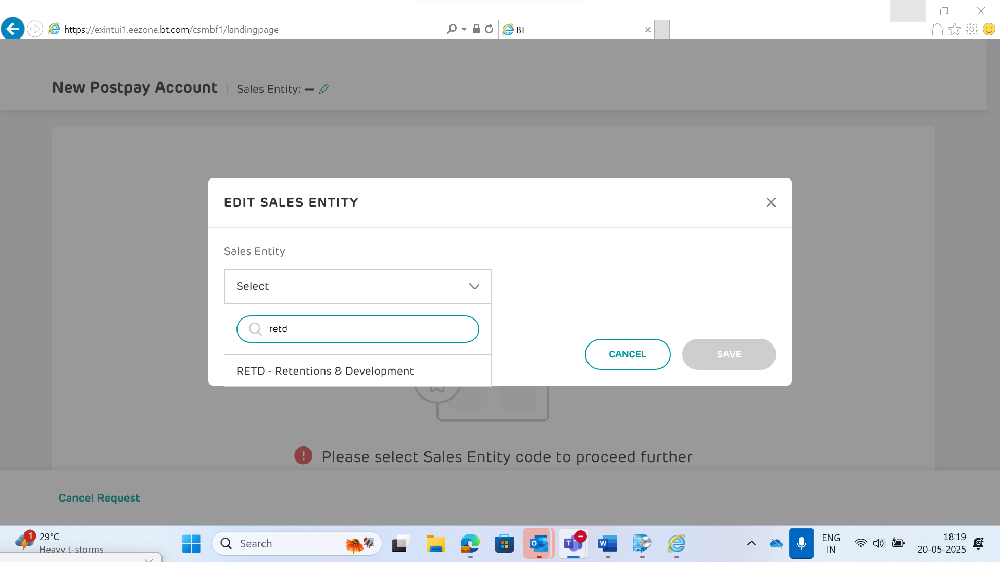 https://exintui1.eezone.bt.com/csmbf1/landingpage
BT
New Postpay Account
Sales Entity: —
EDIT SALES ENTITY
Sales Entity
Select
retd
RETD - Retentions & Development
CANCEL
SAVE
Please select Sales Entity code to proceed further
Cancel Request
1
29°C
Heavy t-storms
Search
ENG
IN
18:19
20-05-2025